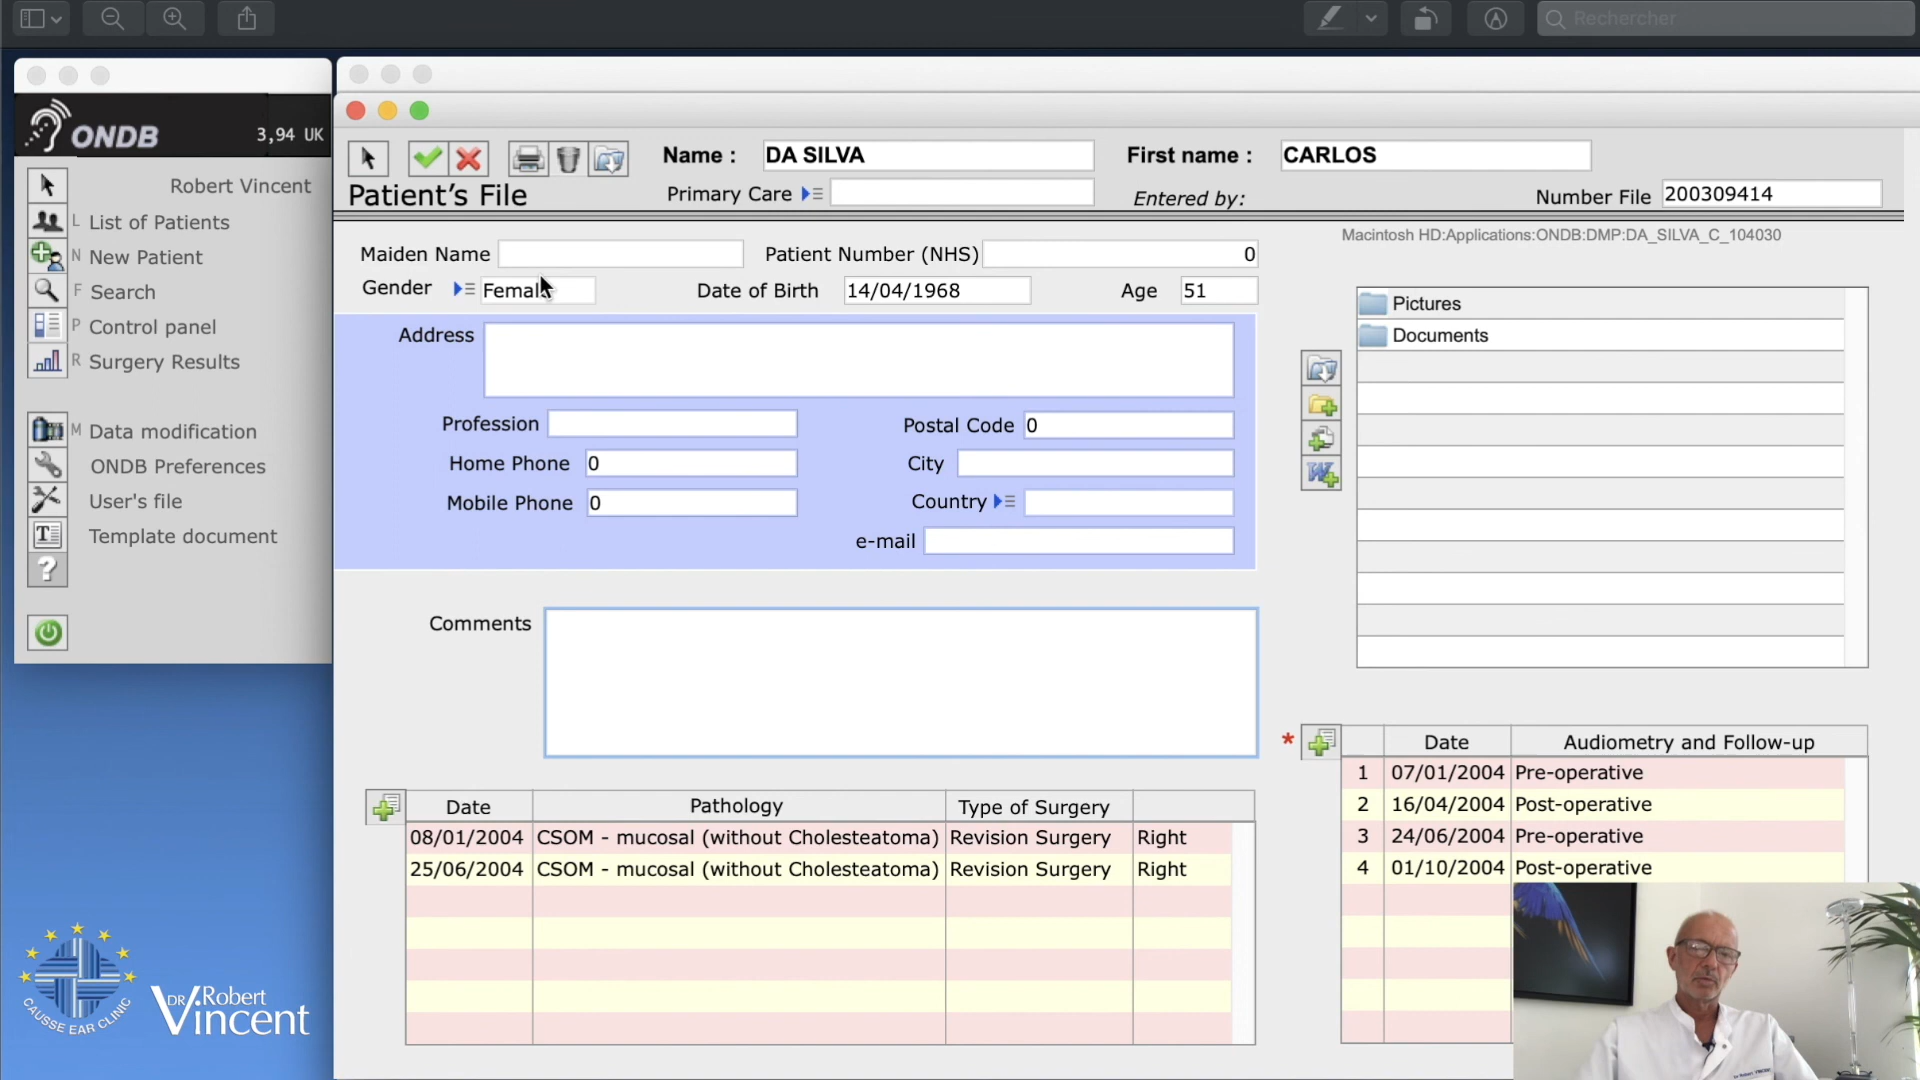 Rechercher
ONDB
3,94 UK
Robert Vincent
L List of Patients
N New Patient
F Search
P Control panel
R Surgery Results
M Data modification
ONDB Preferences
User's file
Template document
Name : DA SILVA
First name : CARLOS
Patient's File
Primary Care
Entered by:
Number File 200309414
Macintosh HD:Applications:ONDB:DMP:DA_SILVA_C_104030
Maiden Name
Patient Number (NHS) 0
Gender
Date of Birth 14/04/1968
Age 51
Address
Profession
Postal Code 0
Home Phone 0
City
Mobile Phone 0
Country
e-mail
Pictures
Documents
Comments
Date Pathology Type of Surgery
08/01/2004 CSOM - mucosal (without Cholesteatoma) Revision Surgery Right
25/06/2004 CSOM - mucosal (without Cholesteatoma) Revision Surgery Right
* Date Audiometry and Follow-up
1 07/01/2004 Pre-operative
2 16/04/2004 Post-operative
3 24/06/2004 Pre-operative
4 01/10/2004 Post-operative
CAUSSE EAR CLINIC
DR. Robert
Vincent